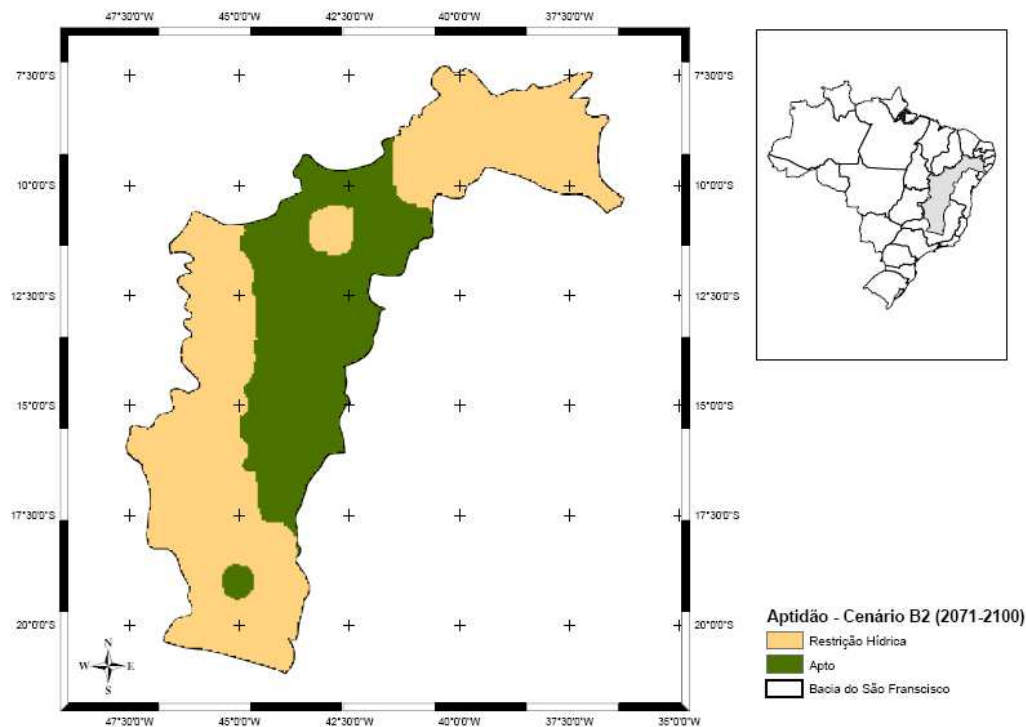 47°30'0"W 45°0'0"W 42°30'0"W 40°0'0"W 37°30'0"W
7°30'0"S 7°30'0"S
10°0'0"S 10°0'0"S
12°30'0"S 12°30'0"S
15°0'0"S 15°0'0"S
17°30'0"S 17°30'0"S
20°0'0"S 20°0'0"S
N
W E
S
47°30'0"W 45°0'0"W 42°30'0"W 40°0'0"W 37°30'0"W 35°0'0"W
Aptidão - Cenário B2 (2071-2100)
Restrição Hídrica
Apto
Bacia do São Franscisco